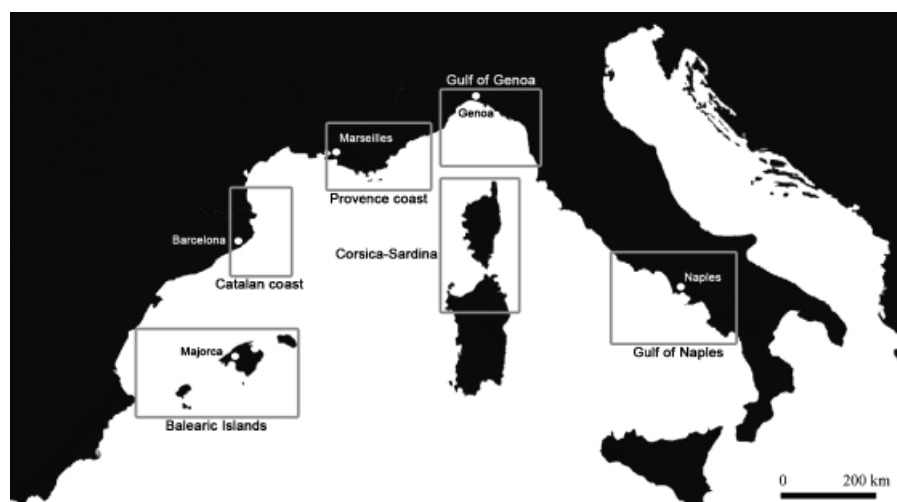 Gulf of Genoa
Genoa
Marseilles
Provence coast
Barcelona
Catalan coast
Corsica-Sardina
Naples
Gulf of Naples
Majorca
Balearic Islands
0 200 km